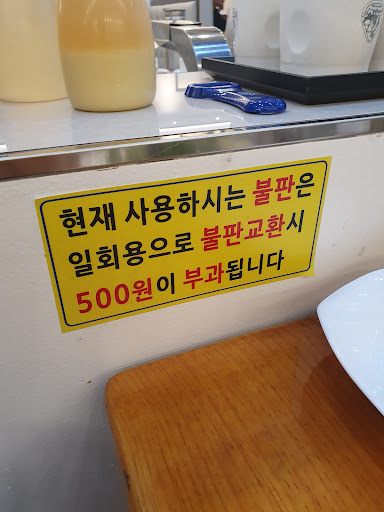 현재 사용하시는 불판은
일회용으로 불판교환시
500원이 부과됩니다